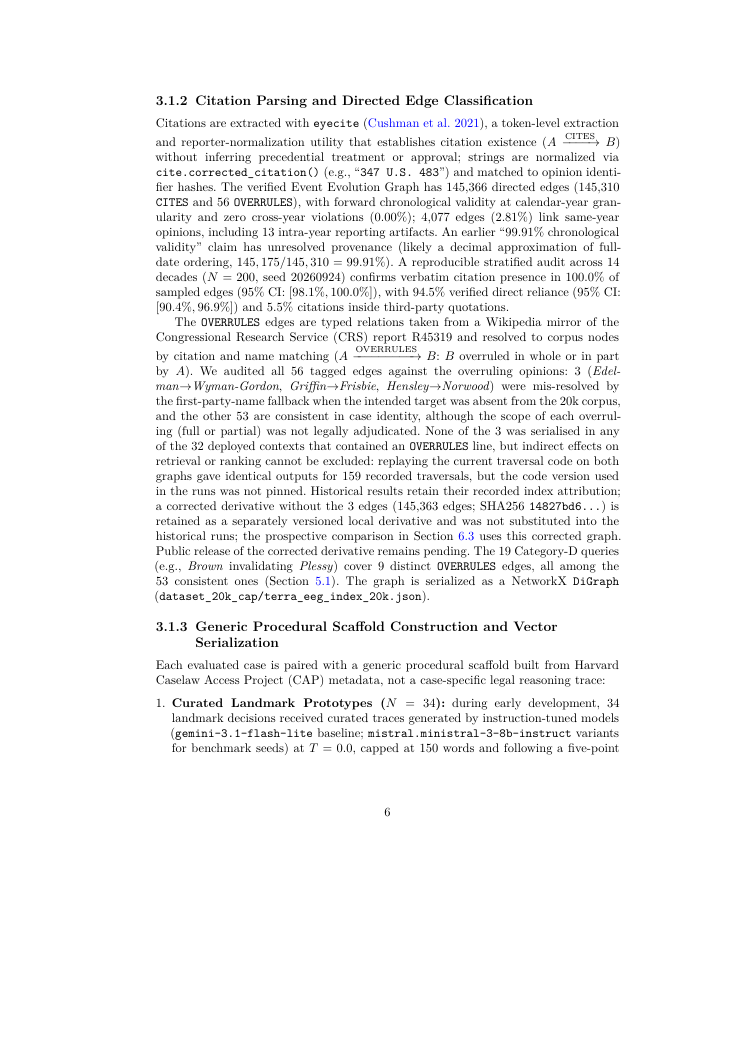 3.1.2 Citation Parsing and Directed Edge Classification
Citations are extracted with eyecite (Cushman et al. 2021), a token-level extraction
and reporter-normalization utility that establishes citation existence (A —CITES→ B)
without inferring precedential treatment or approval; strings are normalized via
cite.corrected_citation() (e.g., “347 U.S. 483”) and matched to opinion identi-
fier hashes. The verified Event Evolution Graph has 145,366 directed edges (145,310
CITES and 56 OVERRULES), with forward chronological validity at calendar-year gran-
ularity and zero cross-year violations (0.00%); 4,077 edges (2.81%) link same-year
opinions, including 13 intra-year reporting artifacts. An earlier “99.91% chronological
validity” claim has unresolved provenance (likely a decimal approximation of full-
date ordering, 145,175/145,310 = 99.91%). A reproducible stratified audit across 14
decades (N = 200, seed 20260924) confirms verbatim citation presence in 100.0% of
sampled edges (95% CI: [98.1%, 100.0%]), with 94.5% verified direct reliance (95% CI:
[90.4%, 96.9%]) and 5.5% citations inside third-party quotations.
The OVERRULES edges are typed relations taken from a Wikipedia mirror of the
Congressional Research Service (CRS) report R45319 and resolved to corpus nodes
by citation and name matching (A —OVERRULES→ B: B overruled in whole or in part
by A). We audited all 56 tagged edges against the overruling opinions: 3 (Edel-
man→Wyman-Gordon, Griffin→Frisbie, Hensley→Norwood) were mis-resolved by
the first-party-name fallback when the intended target was absent from the 20k corpus,
and the other 53 are consistent in case identity, although the scope of each overrul-
ing (full or partial) was not legally adjudicated. None of the 3 was serialised in any
of the 32 deployed contexts that contained an OVERRULES line, but indirect effects on
retrieval or ranking cannot be excluded: replaying the current traversal code on both
graphs gave identical outputs for 159 recorded traversals, but the code version used
in the runs was not pinned. Historical results retain their recorded index attribution;
a corrected derivative without the 3 edges (145,363 edges; SHA256 14827bd6...) is
retained as a separately versioned local derivative and was not substituted into the
historical runs; the prospective comparison in Section 6.3 uses this corrected graph.
Public release of the corrected derivative remains pending. The 19 Category-D queries
(e.g., Brown invalidating Plessy) cover 9 distinct OVERRULES edges, all among the
53 consistent ones (Section 5.1). The graph is serialized as a NetworkX DiGraph
(dataset_20k_cap/terra_eeg_index_20k.json).
3.1.3 Generic Procedural Scaffold Construction and Vector
Serialization
Each evaluated case is paired with a generic procedural scaffold built from Harvard
Caselaw Access Project (CAP) metadata, not a case-specific legal reasoning trace:
1. Curated Landmark Prototypes (N = 34): during early development, 34
landmark decisions received curated traces generated by instruction-tuned models
(gemini-3.1-flash-lite baseline; mistral.ministral-3-8b-instruct variants
for benchmark seeds) at T = 0.0, capped at 150 words and following a five-point
6